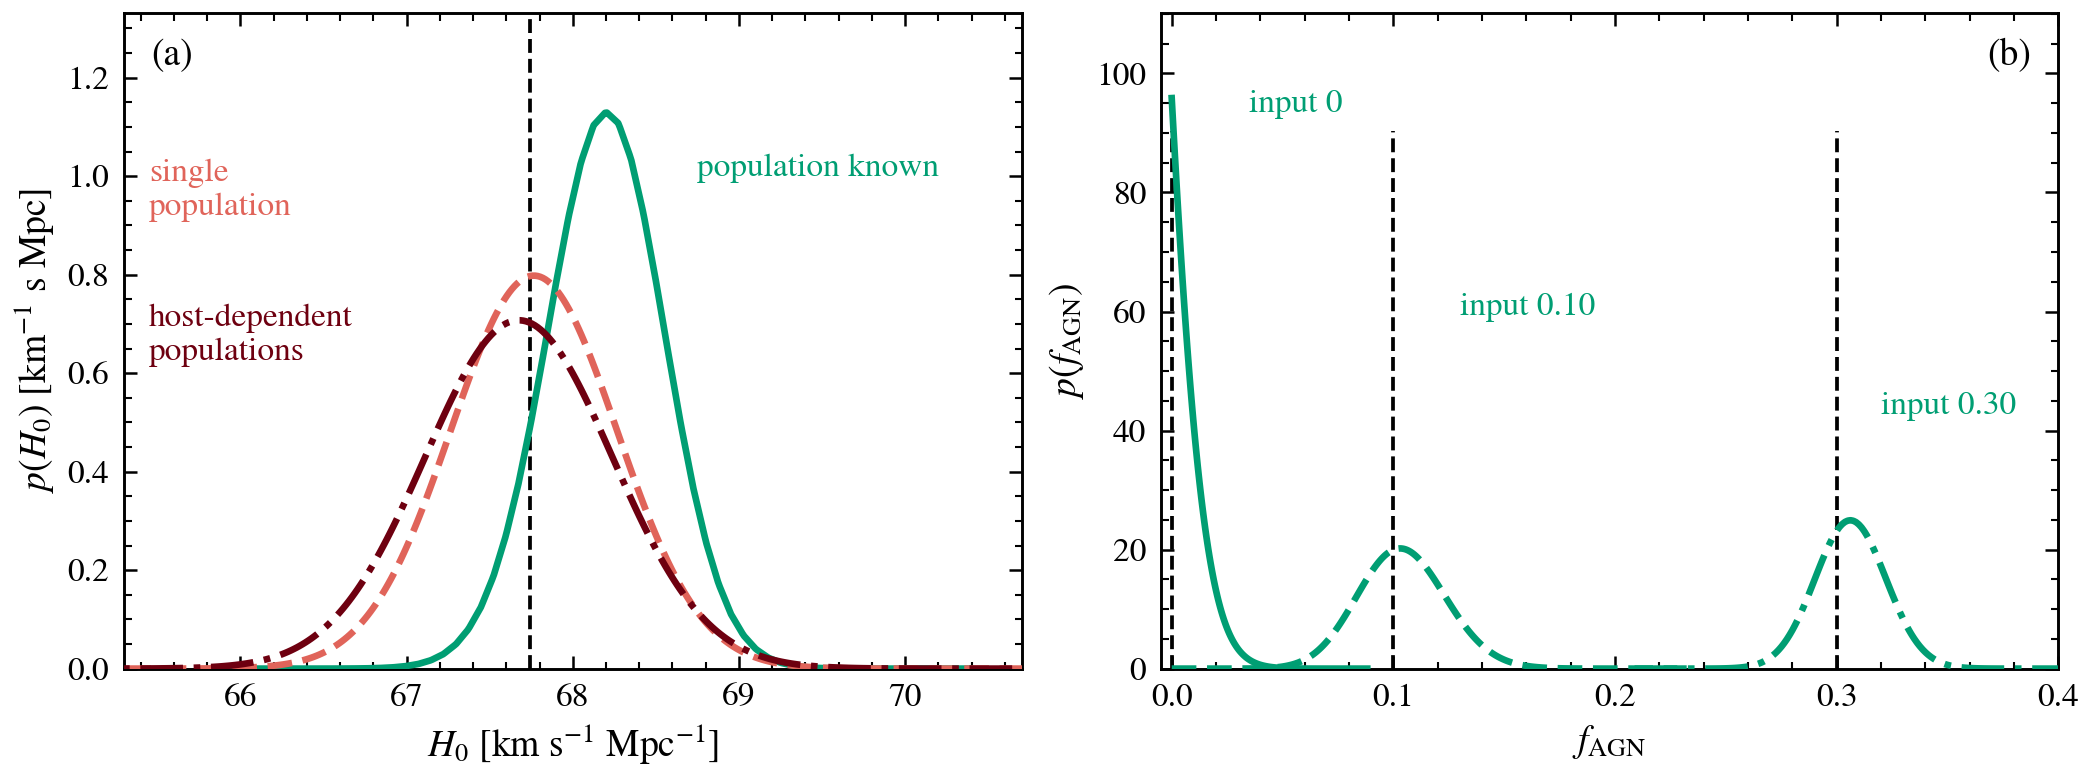 (a)
single
population
host-dependent
populations
population known
p(H₀) [km⁻¹ s Mpc]
1.2
1.0
0.8
0.6
0.4
0.2
0.0
66 67 68 69 70
H₀ [km s⁻¹ Mpc⁻¹]
(b)
input 0
input 0.10
input 0.30
p(f_AGN)
100
80
60
40
20
0
0.0 0.1 0.2 0.3 0.4
f_AGN